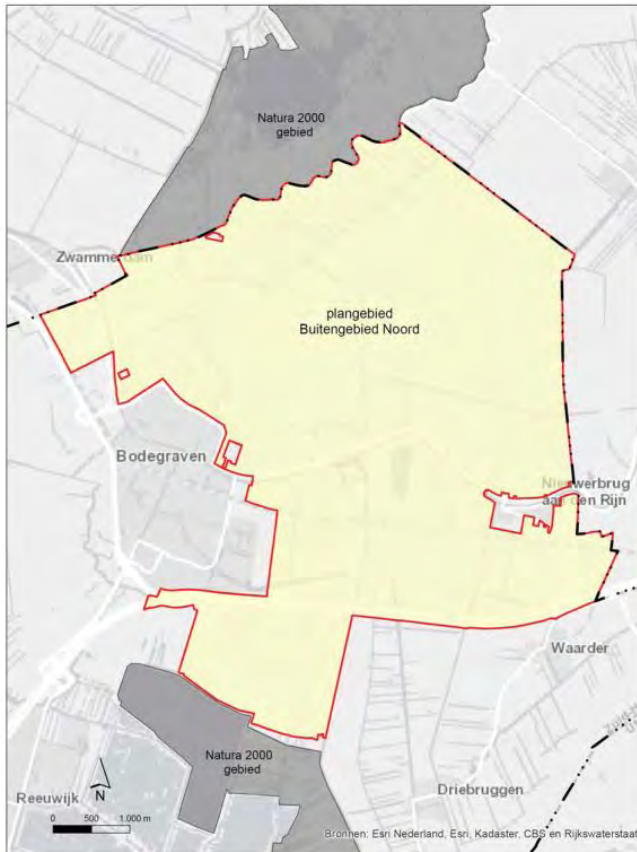 Natura 2000
gebied
Zwammerdam
plangebied
Buitengebied Noord
Bodegraven
Nieuwerbrug
aan den Rijn
Waarder
Natura 2000
gebied
Reeuwijk
N
Driebruggen
0 500 1.000 m
Bronnen: Esri Nederland, Esri, Kadaster, CBS en Rijkswaterstaat